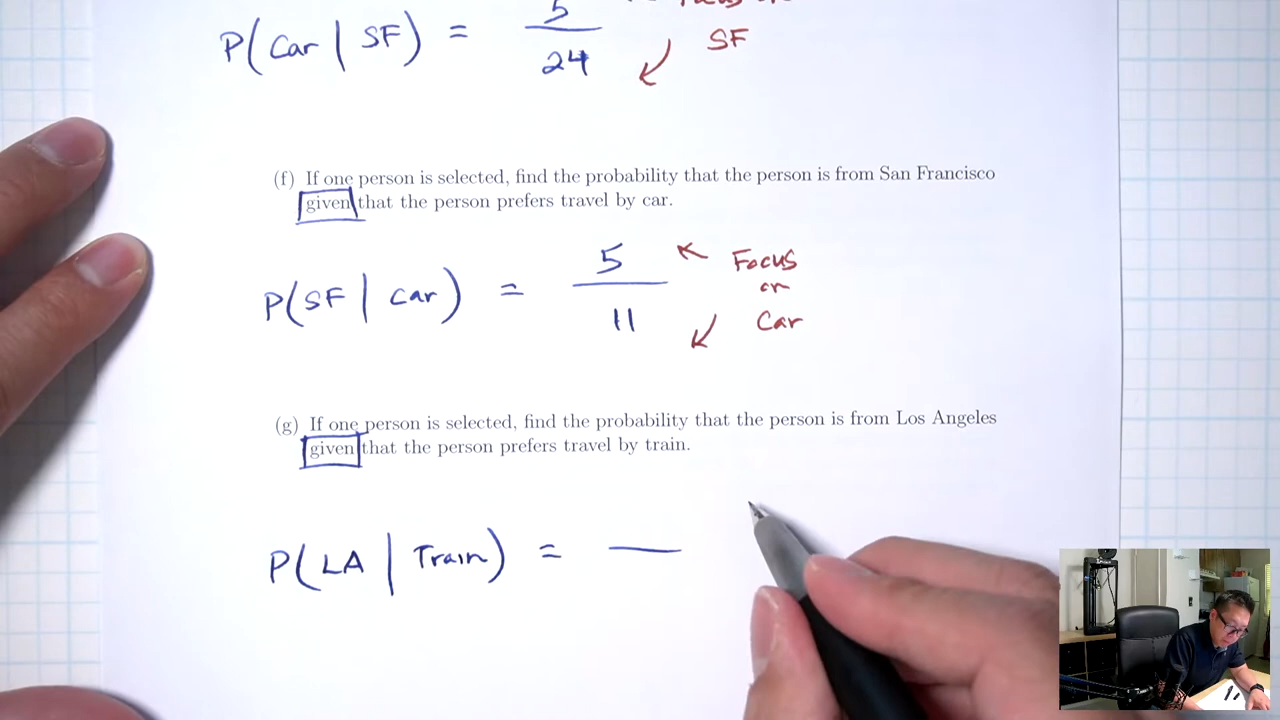 P(Car | SF) = 5/24
SF
(f) If one person is selected, find the probability that the person is from San Francisco
given that the person prefers travel by car.
P(SF | Car) = 5/11
Focus
on
Car
(g) If one person is selected, find the probability that the person is from Los Angeles
given that the person prefers travel by train.
P(LA | Train) = —